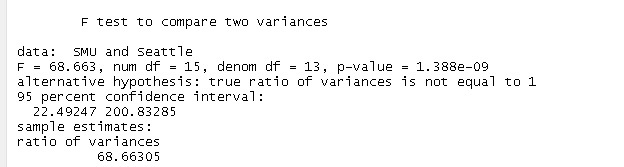 F test to compare two variances
data:  SMU and Seattle
F = 68.663, num df = 15, denom df = 13, p-value = 1.388e-09
alternative hypothesis: true ratio of variances is not equal to 1
95 percent confidence interval:
22.49247 200.83285
sample estimates:
ratio of variances
68.66305